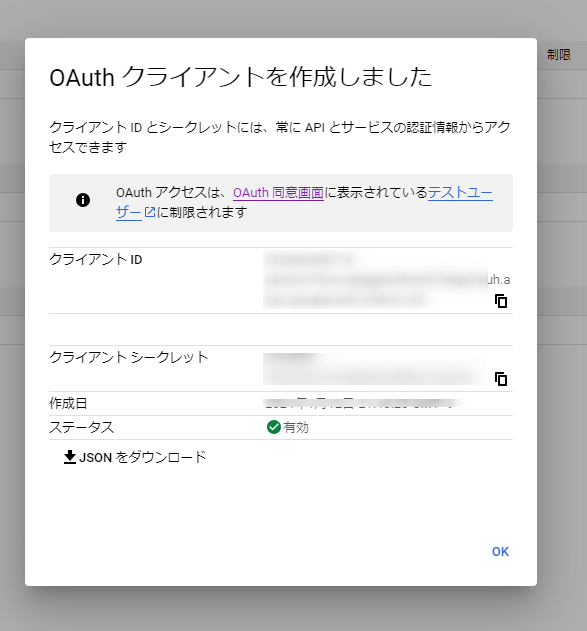 制限
OAuth クライアントを作成しました
クライアント ID とシークレットには、常に API とサービスの認証情報からアク
セスできます
OAuth アクセスは、OAuth 同意画面に表示されているテストユー
ザーに制限されます
クライアント ID
uh.a
クライアント シークレット
作成日
ステータス
有効
JSON をダウンロード
OK